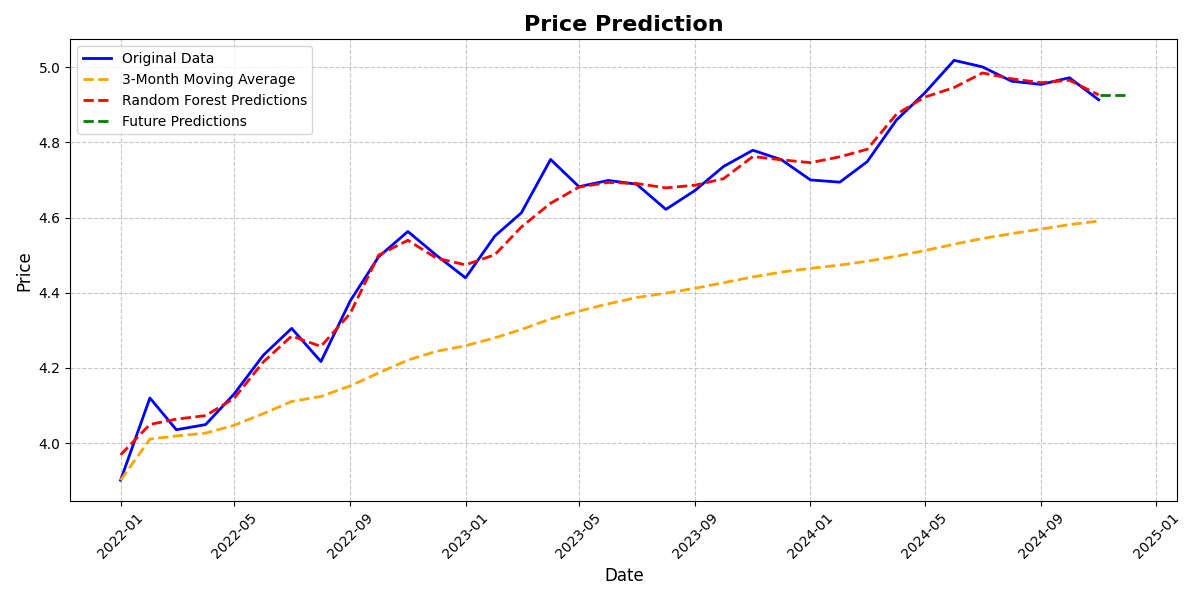 Price Prediction
Original Data
3-Month Moving Average
Random Forest Predictions
Future Predictions
Price
5.0
4.8
4.6
4.4
4.2
4.0
2022-01
2022-05
2022-09
2023-01
2023-05
2023-09
2024-01
2024-05
2024-09
2025-01
Date